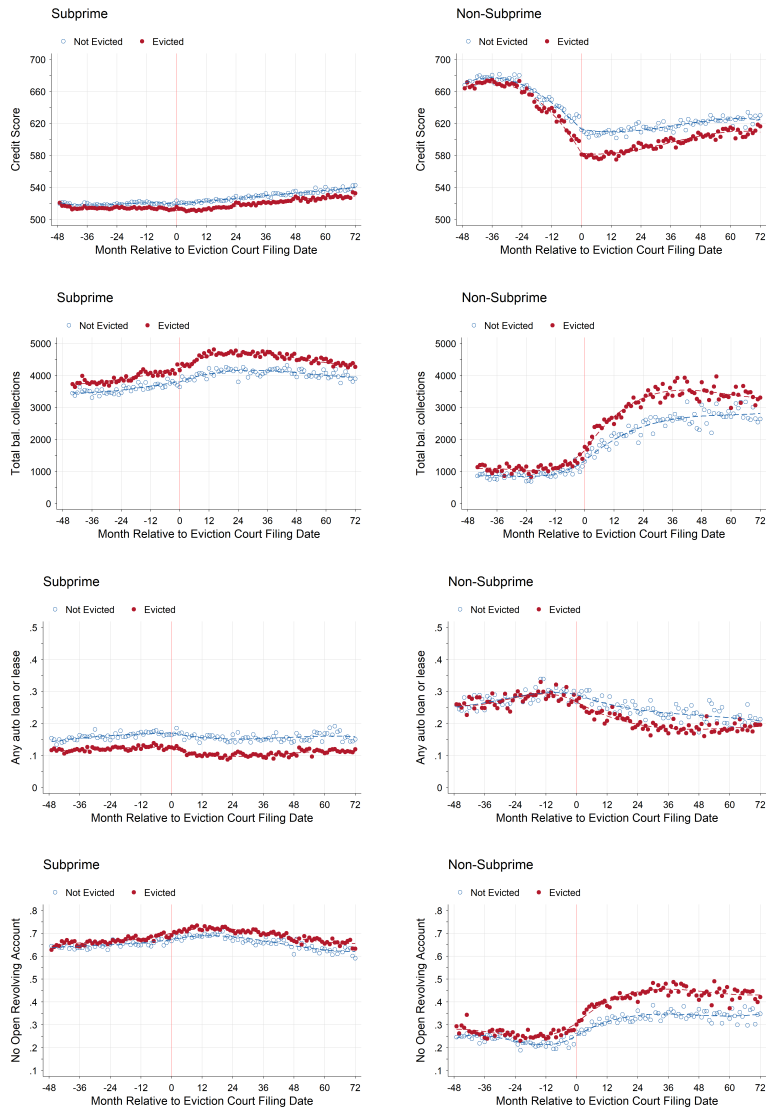 Subprime
Non-Subprime
Not Evicted Evicted
Not Evicted Evicted
Credit Score
700
660
620
580
540
500
-48 -36 -24 -12 0 12 24 36 48 60 72
Month Relative to Eviction Court Filing Date
Credit Score
700
660
620
580
540
500
-48 -36 -24 -12 0 12 24 36 48 60 72
Month Relative to Eviction Court Filing Date
Subprime
Non-Subprime
Not Evicted Evicted
Not Evicted Evicted
Total bal. collections
5000
4000
3000
2000
1000
0
-48 -36 -24 -12 0 12 24 36 48 60 72
Month Relative to Eviction Court Filing Date
Total bal. collections
5000
4000
3000
2000
1000
0
-48 -36 -24 -12 0 12 24 36 48 60 72
Month Relative to Eviction Court Filing Date
Subprime
Non-Subprime
Not Evicted Evicted
Not Evicted Evicted
Any auto loan or lease
.5
.4
.3
.2
.1
0
-48 -36 -24 -12 0 12 24 36 48 60 72
Month Relative to Eviction Court Filing Date
Any auto loan or lease
.5
.4
.3
.2
.1
0
-48 -36 -24 -12 0 12 24 36 48 60 72
Month Relative to Eviction Court Filing Date
Subprime
Non-Subprime
Not Evicted Evicted
Not Evicted Evicted
No Open Revolving Account
.8
.7
.6
.5
.4
.3
.2
.1
-48 -36 -24 -12 0 12 24 36 48 60 72
Month Relative to Eviction Court Filing Date
No Open Revolving Account
.8
.7
.6
.5
.4
.3
.2
.1
-48 -36 -24 -12 0 12 24 36 48 60 72
Month Relative to Eviction Court Filing Date